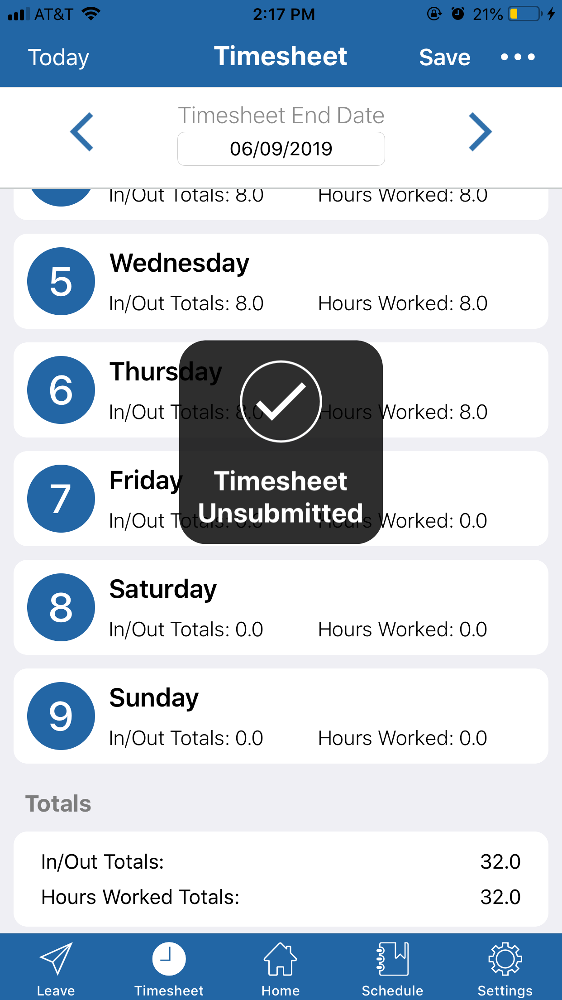 AT&T 2:17 PM 21%
Today Timesheet Save
Timesheet End Date
06/09/2019
In/Out Totals: 8.0 Hours Worked: 8.0
5 Wednesday
In/Out Totals: 8.0 Hours Worked: 8.0
6 Thursday
In/Out Totals: 8.0 Hours Worked: 8.0
7 Friday
In/Out Totals: 0.0 Hours Worked: 0.0
Timesheet
Unsubmitted
8 Saturday
In/Out Totals: 0.0 Hours Worked: 0.0
9 Sunday
In/Out Totals: 0.0 Hours Worked: 0.0
Totals
In/Out Totals: 32.0
Hours Worked Totals: 32.0
Leave Timesheet Home Schedule Settings